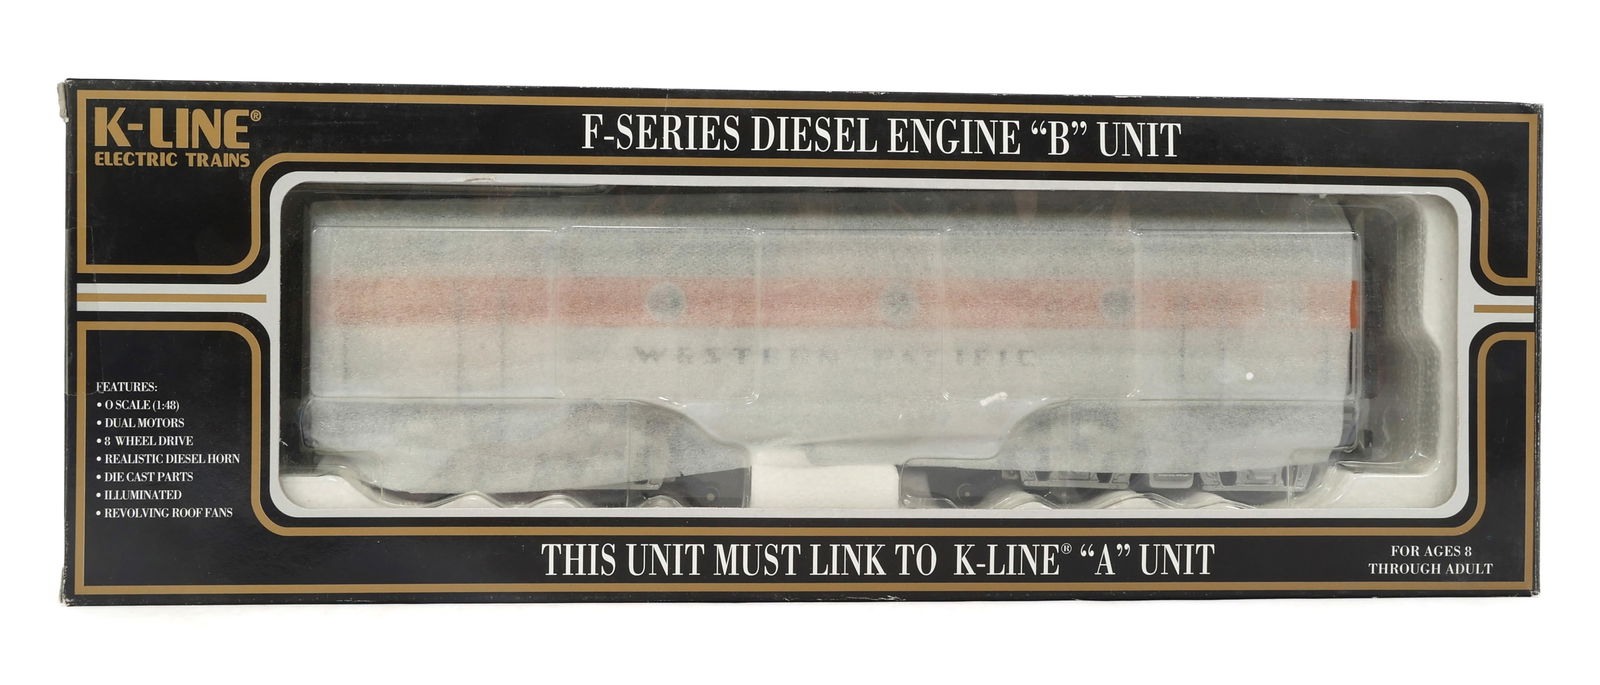 K-LINE®
ELECTRIC TRAINS
F-SERIES DIESEL ENGINE “B” UNIT
WESTERN PACIFIC
FEATURES:
• O SCALE (1:48)
• DUAL MOTORS
• 8 WHEEL DRIVE
• REALISTIC DIESEL HORN
• DIE CAST PARTS
• ILLUMINATED
• REVOLVING ROOF FANS
THIS UNIT MUST LINK TO K-LINE® “A” UNIT
FOR AGES 8
THROUGH ADULT